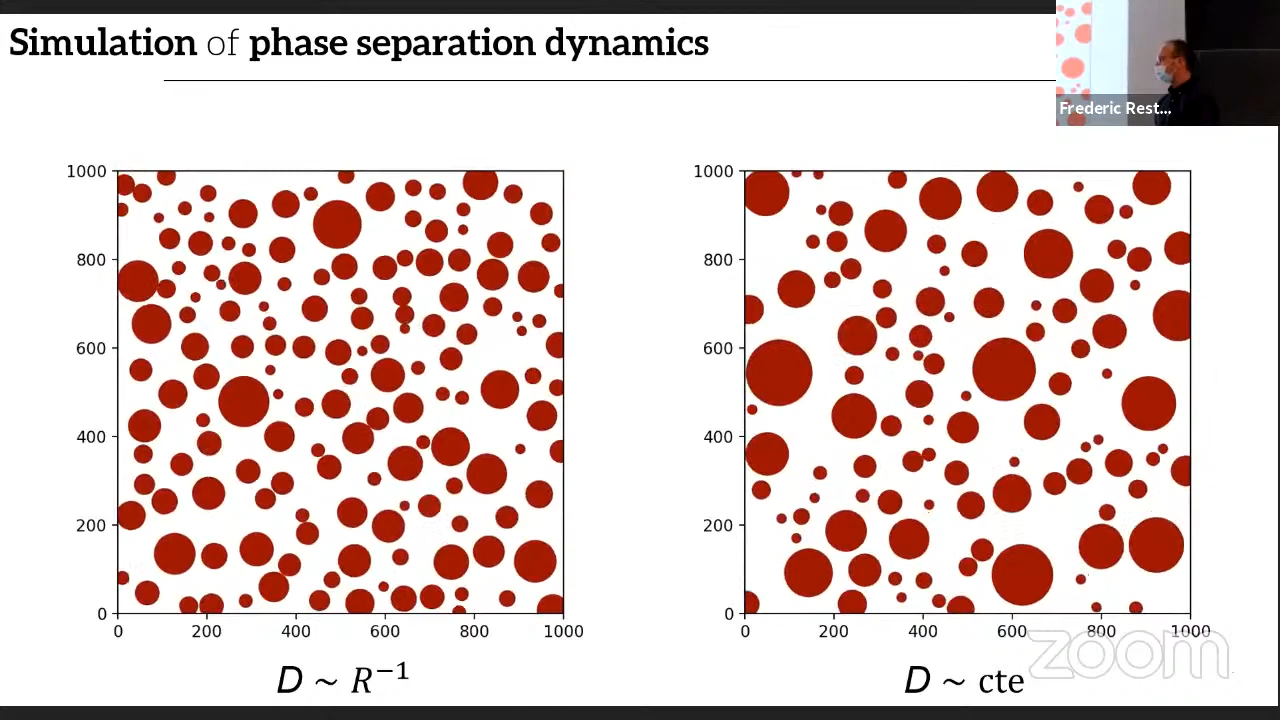 Simulation of phase separation dynamics
Frederic Rest...
1000
800
600
400
200
0
0 200 400 600 800 1000
D ~ R⁻¹
1000
800
600
400
200
0
0 200 400 600 800 1000
D ~ cte
zoom